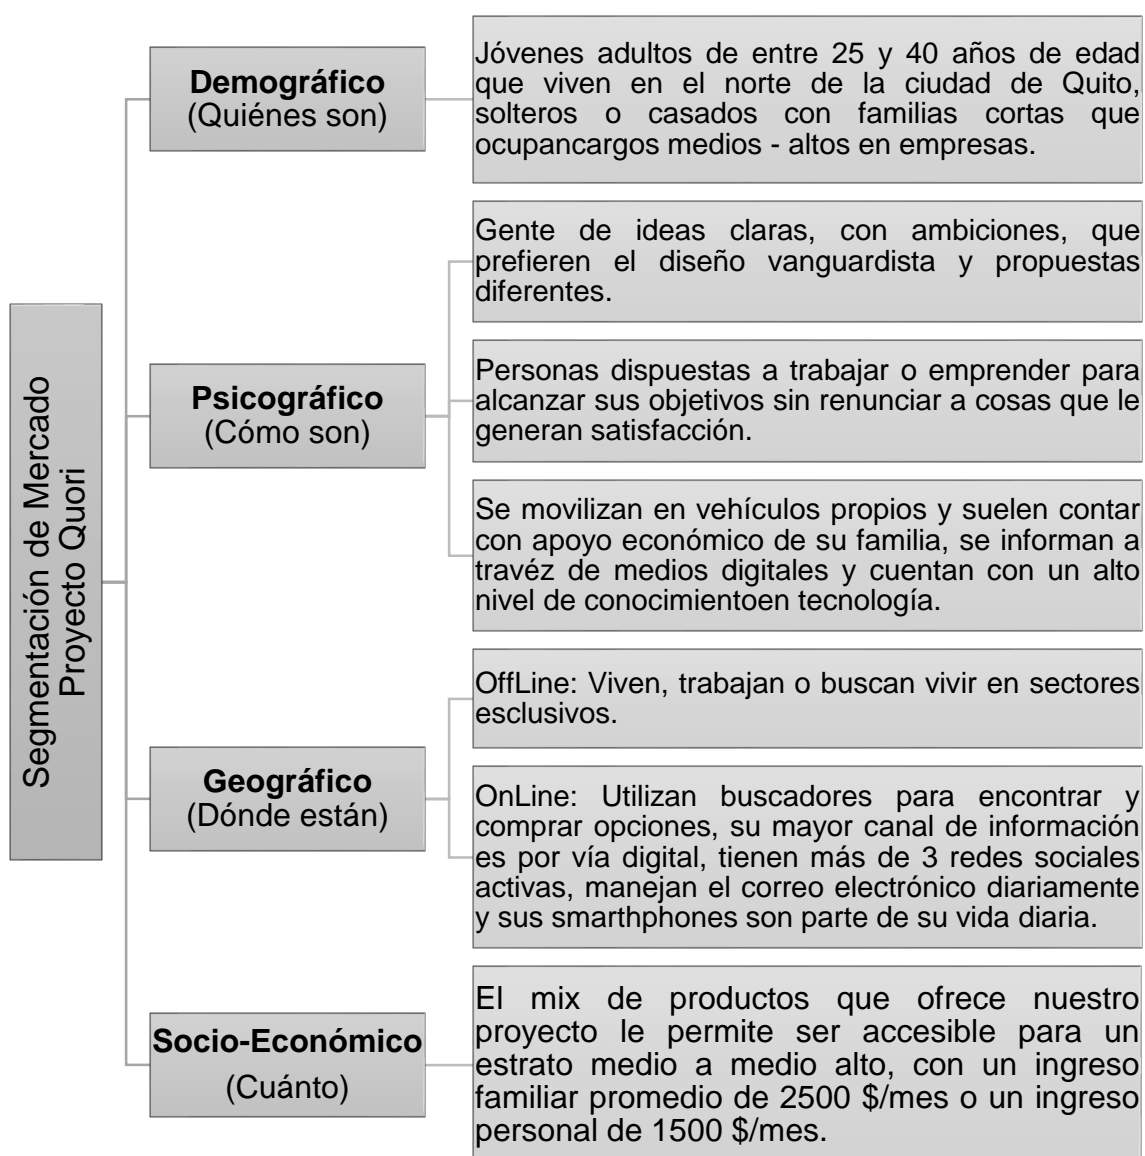 Segmentación de Mercado
Proyecto Quori
Demográfico
(Quiénes son)
Jóvenes adultos de entre 25 y 40 años de edad
que viven en el norte de la ciudad de Quito,
solteros o casados con familias cortas que
ocupancargos medios - altos en empresas.
Psicográfico
(Cómo son)
Gente de ideas claras, con ambiciones, que
prefieren el diseño vanguardista y propuestas
diferentes.
Personas dispuestas a trabajar o emprender para
alcanzar sus objetivos sin renunciar a cosas que le
generan satisfacción.
Se movilizan en vehículos propios y suelen contar
con apoyo económico de su familia, se informan a
travéz de medios digitales y cuentan con un alto
nivel de conocimientoen tecnología.
Geográfico
(Dónde están)
OffLine: Viven, trabajan o buscan vivir en sectores
esclusivos.
OnLine: Utilizan buscadores para encontrar y
comprar opciones, su mayor canal de información
es por vía digital, tienen más de 3 redes sociales
activas, manejan el correo electrónico diariamente
y sus smarthphones son parte de su vida diaria.
Socio-Económico
(Cuánto)
El mix de productos que ofrece nuestro
proyecto le permite ser accesible para un
estrato medio a medio alto, con un ingreso
familiar promedio de 2500 $/mes o un ingreso
personal de 1500 $/mes.